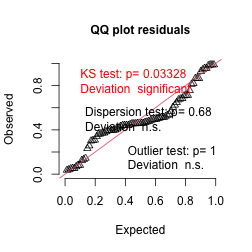 QQ plot residuals
KS test: p= 0.03328
Deviation significant
Dispersion test: p= 0.68
Deviation n.s.
Outlier test: p= 1
Deviation n.s.
Observed
0.0 0.4 0.8
0.0 0.2 0.4 0.6 0.8 1.0
Expected